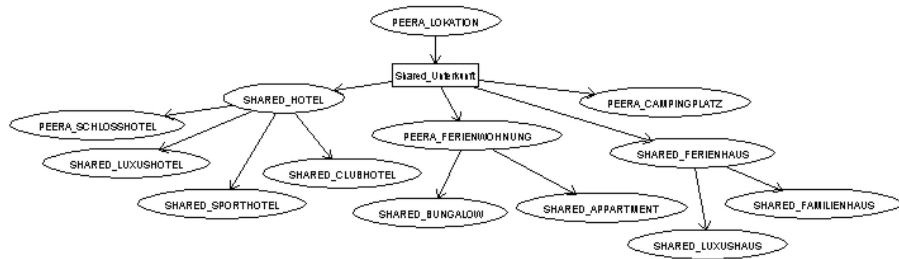 PEERA_LOKATION
Shared_Unterkunft
SHARED_HOTEL
PEERA_CAMPINGPLATZ
PEERA_SCHLOSSHOTEL
PEERA_FERIENWOHNUNG
SHARED_FERIENHAUS
SHARED_LUXUSHOTEL
SHARED_CLUBHOTEL
SHARED_SPORTHOTEL
SHARED_BUNGALOW
SHARED_APPARTMENT
SHARED_FAMILIENHAUS
SHARED_LUXUSHAUS